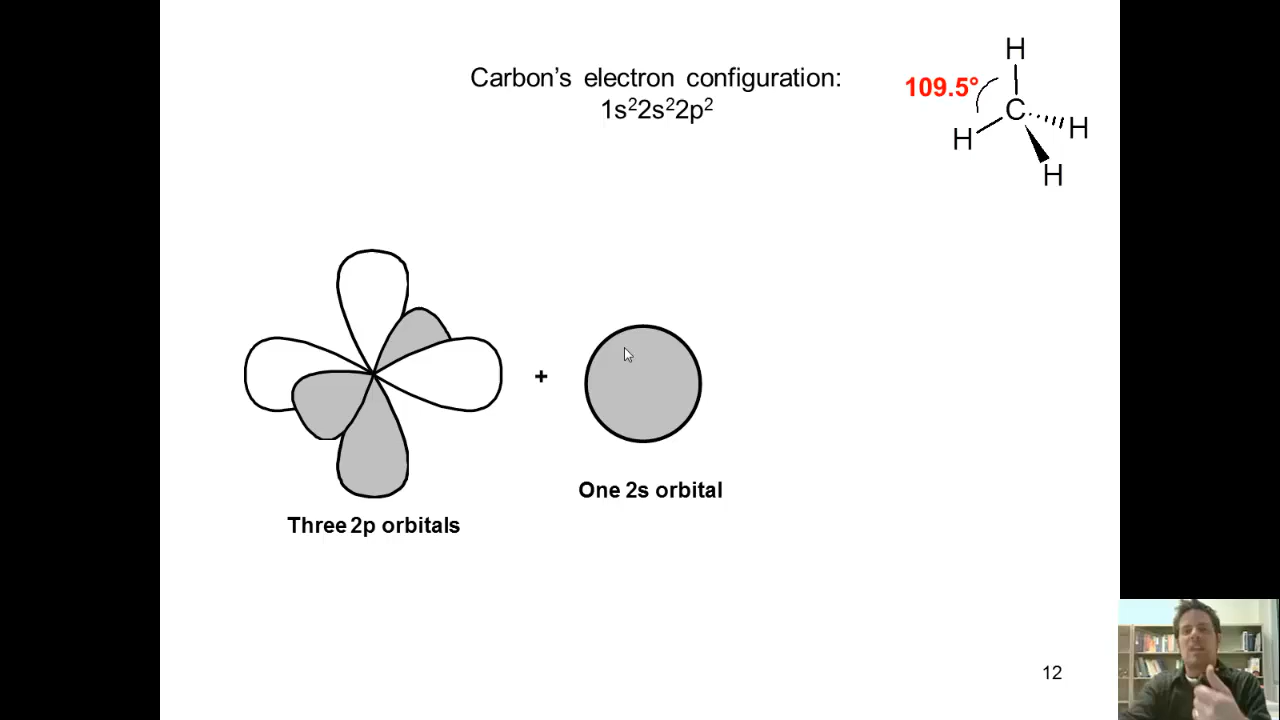 Carbon's electron configuration:
1s²2s²2p²
109.5°
H
C
H
H
H
+
One 2s orbital
Three 2p orbitals
12